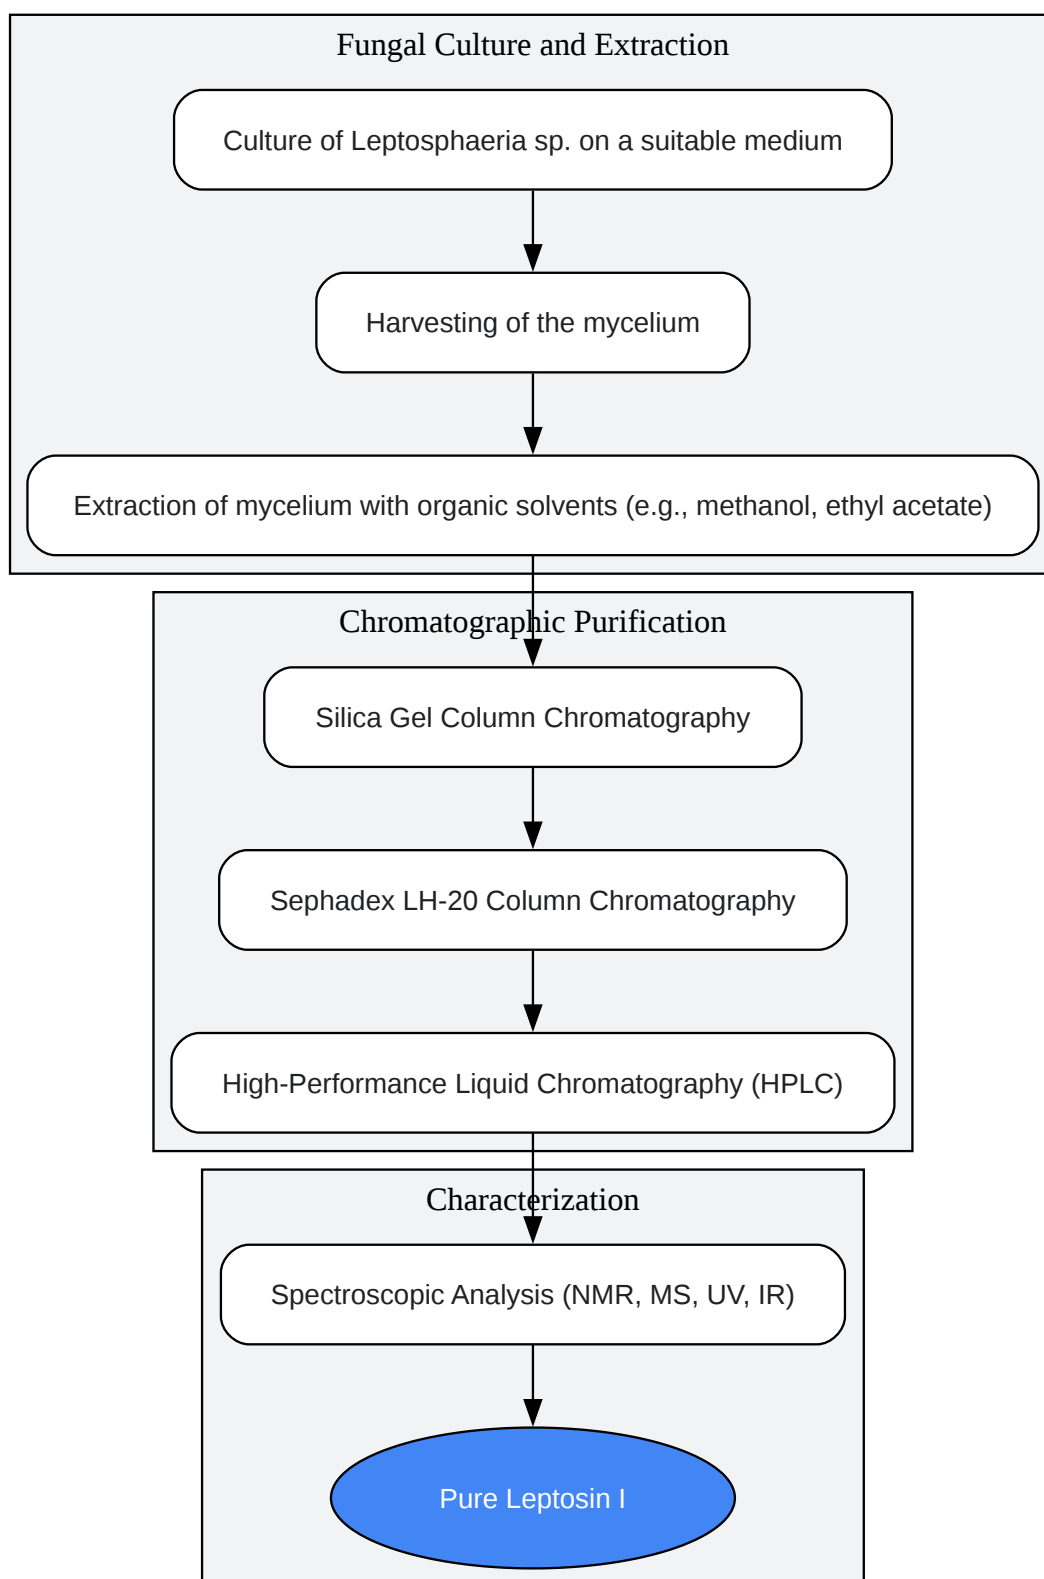 Fungal Culture and Extraction
Culture of Leptosphaeria sp. on a suitable medium
Harvesting of the mycelium
Extraction of mycelium with organic solvents (e.g., methanol, ethyl acetate)
Chromatographic Purification
Silica Gel Column Chromatography
Sephadex LH-20 Column Chromatography
High-Performance Liquid Chromatography (HPLC)
Characterization
Spectroscopic Analysis (NMR, MS, UV, IR)
Pure Leptosin I